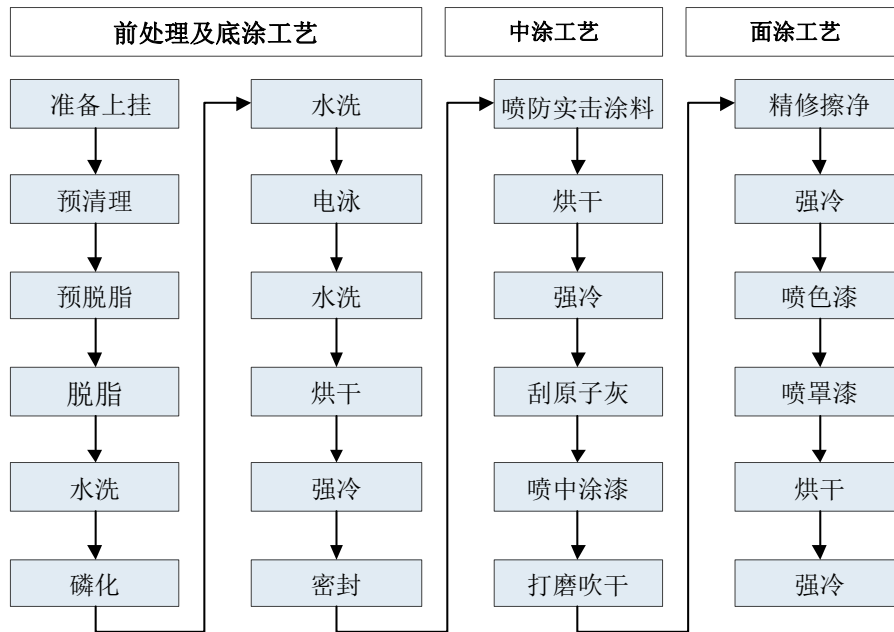 前处理及底涂工艺
中涂工艺
面涂工艺
准备上挂
预清理
预脱脂
脱脂
水洗
磷化
水洗
电泳
水洗
烘干
强冷
密封
喷防实击涂料
烘干
强冷
刮原子灰
喷中涂漆
打磨吹干
精修擦净
强冷
喷色漆
喷罩漆
烘干
强冷